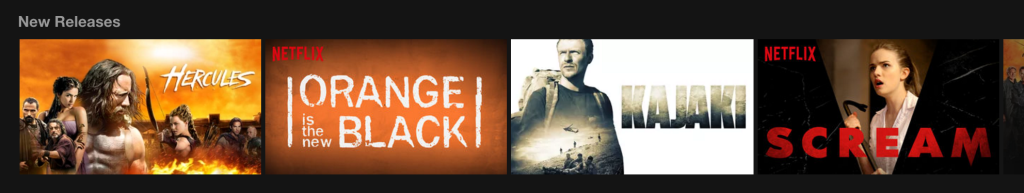 New Releases
HERCULES
NETFLIX
ORANGE
is
the
new
BLACK
KAJAKI
NETFLIX
SCREAM